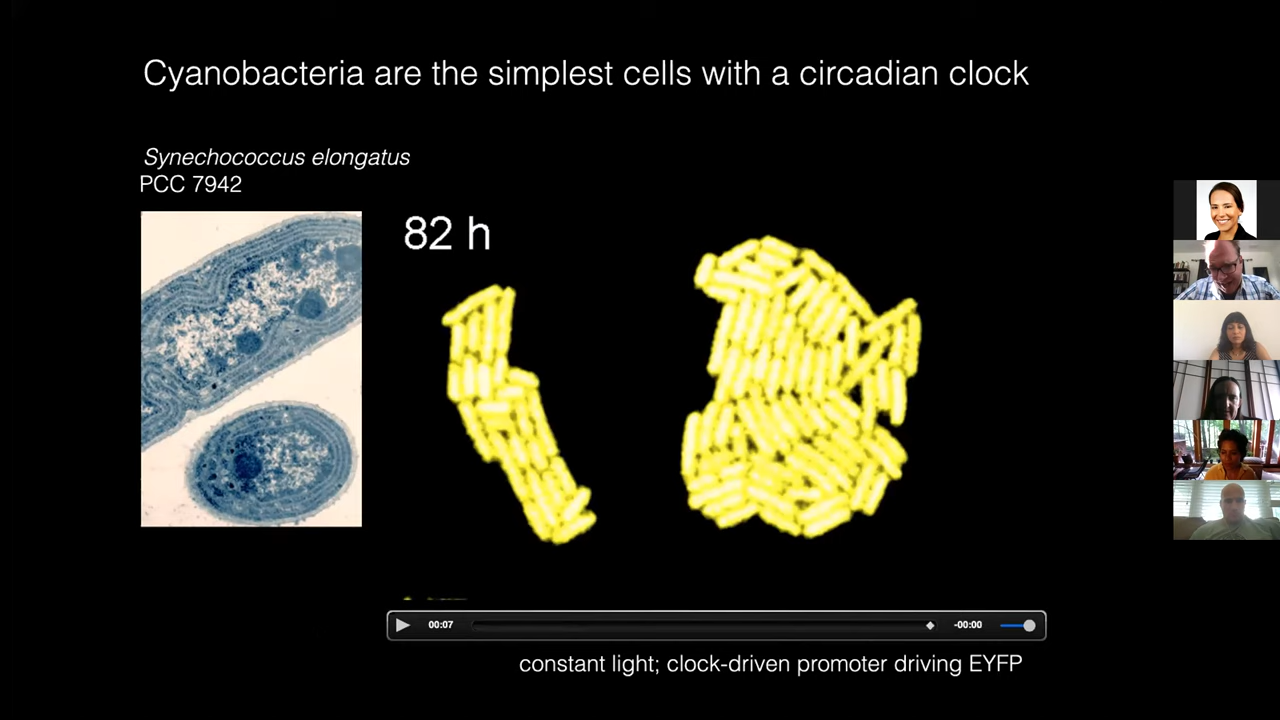 Cyanobacteria are the simplest cells with a circadian clock
Synechococcus elongatus
PCC 7942
82 h
00:07
-00:00
constant light; clock-driven promoter driving EYFP